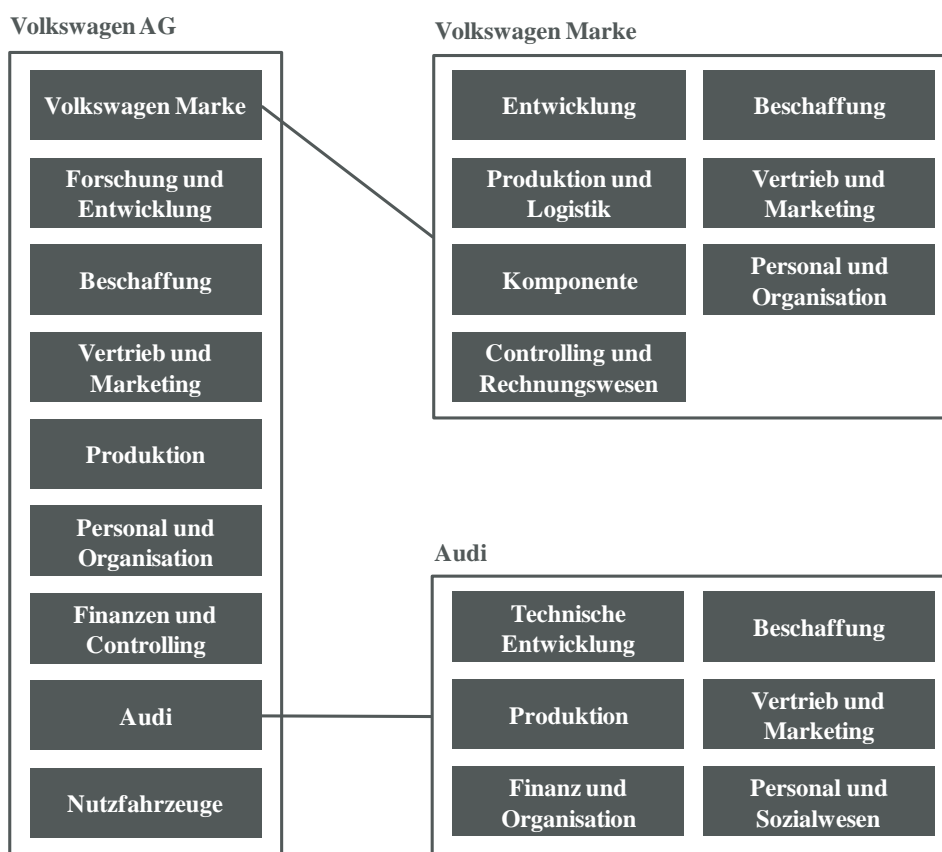 Volkswagen AG
Volkswagen Marke
Forschung und
Entwicklung
Beschaffung
Vertrieb und
Marketing
Produktion
Personal und
Organisation
Finanzen und
Controlling
Audi
Nutzfahrzeuge
Volkswagen Marke
Entwicklung
Beschaffung
Produktion und
Logistik
Vertrieb und
Marketing
Komponente
Personal und
Organisation
Controlling und
Rechnungswesen
Audi
Technische
Entwicklung
Beschaffung
Produktion
Vertrieb und
Marketing
Finanz und
Organisation
Personal und
Sozialwesen